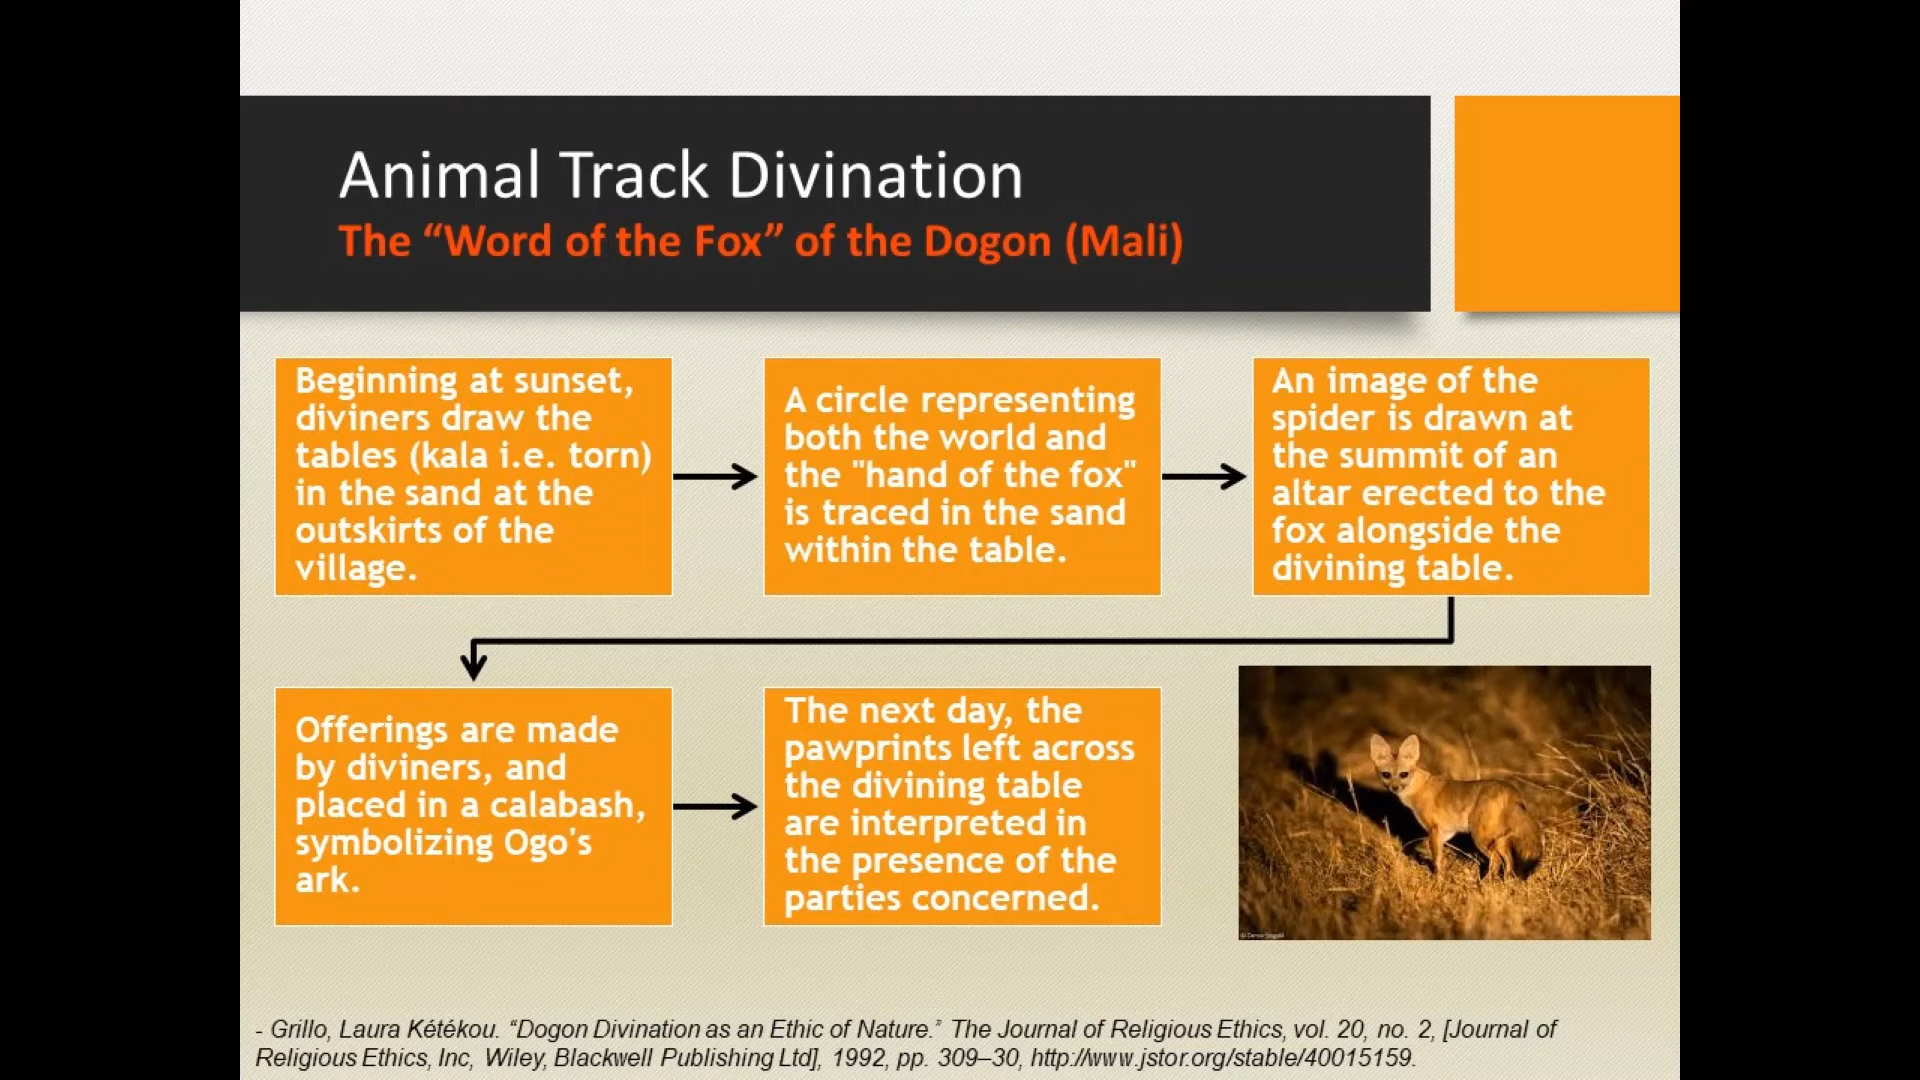 Animal Track Divination
The “Word of the Fox” of the Dogon (Mali)
Beginning at sunset,
diviners draw the
tables (kala i.e. torn)
in the sand at the
outskirts of the
village.
A circle representing
both the world and
the "hand of the fox"
is traced in the sand
within the table.
An image of the
spider is drawn at
the summit of an
altar erected to the
fox alongside the
divining table.
Offerings are made
by diviners, and
placed in a calabash,
symbolizing Ogo's
ark.
The next day, the
pawprints left across
the divining table
are interpreted in
the presence of the
parties concerned.
- Grillo, Laura Kétékou. “Dogon Divination as an Ethic of Nature.” The Journal of Religious Ethics, vol. 20, no. 2, [Journal of
Religious Ethics, Inc, Wiley, Blackwell Publishing Ltd], 1992, pp. 309–30, http://www.jstor.org/stable/40015159.